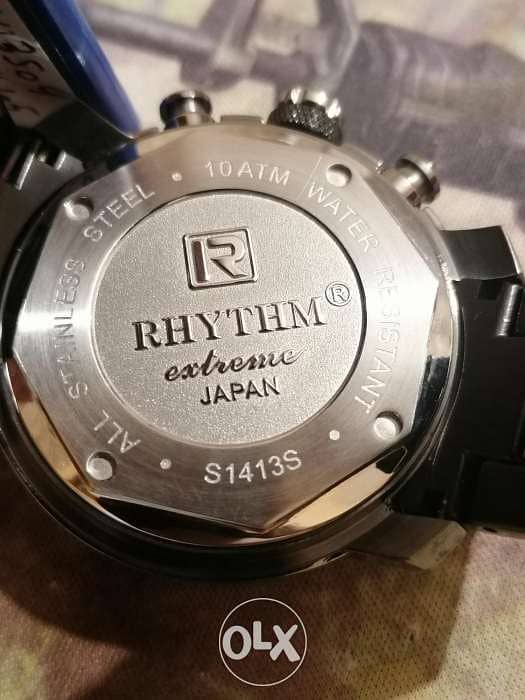 ALL STAINLESS STEEL • 10 ATM WATER RESISTANT •
R
RHYTHM®
extreme
JAPAN
S1413S
OLX